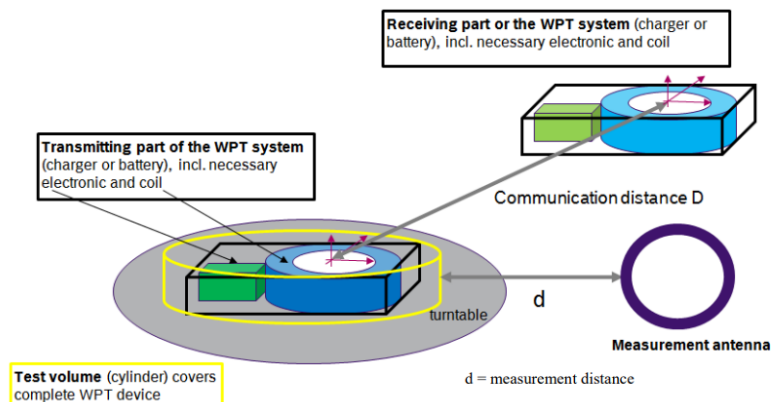 Receiving part or the WPT system (charger or
battery), incl. necessary electronic and coil
Transmitting part of the WPT system
(charger or battery), incl. necessary
electronic and coil
Communication distance D
d
turntable
Measurement antenna
Test volume (cylinder) covers
complete WPT device
d = measurement distance